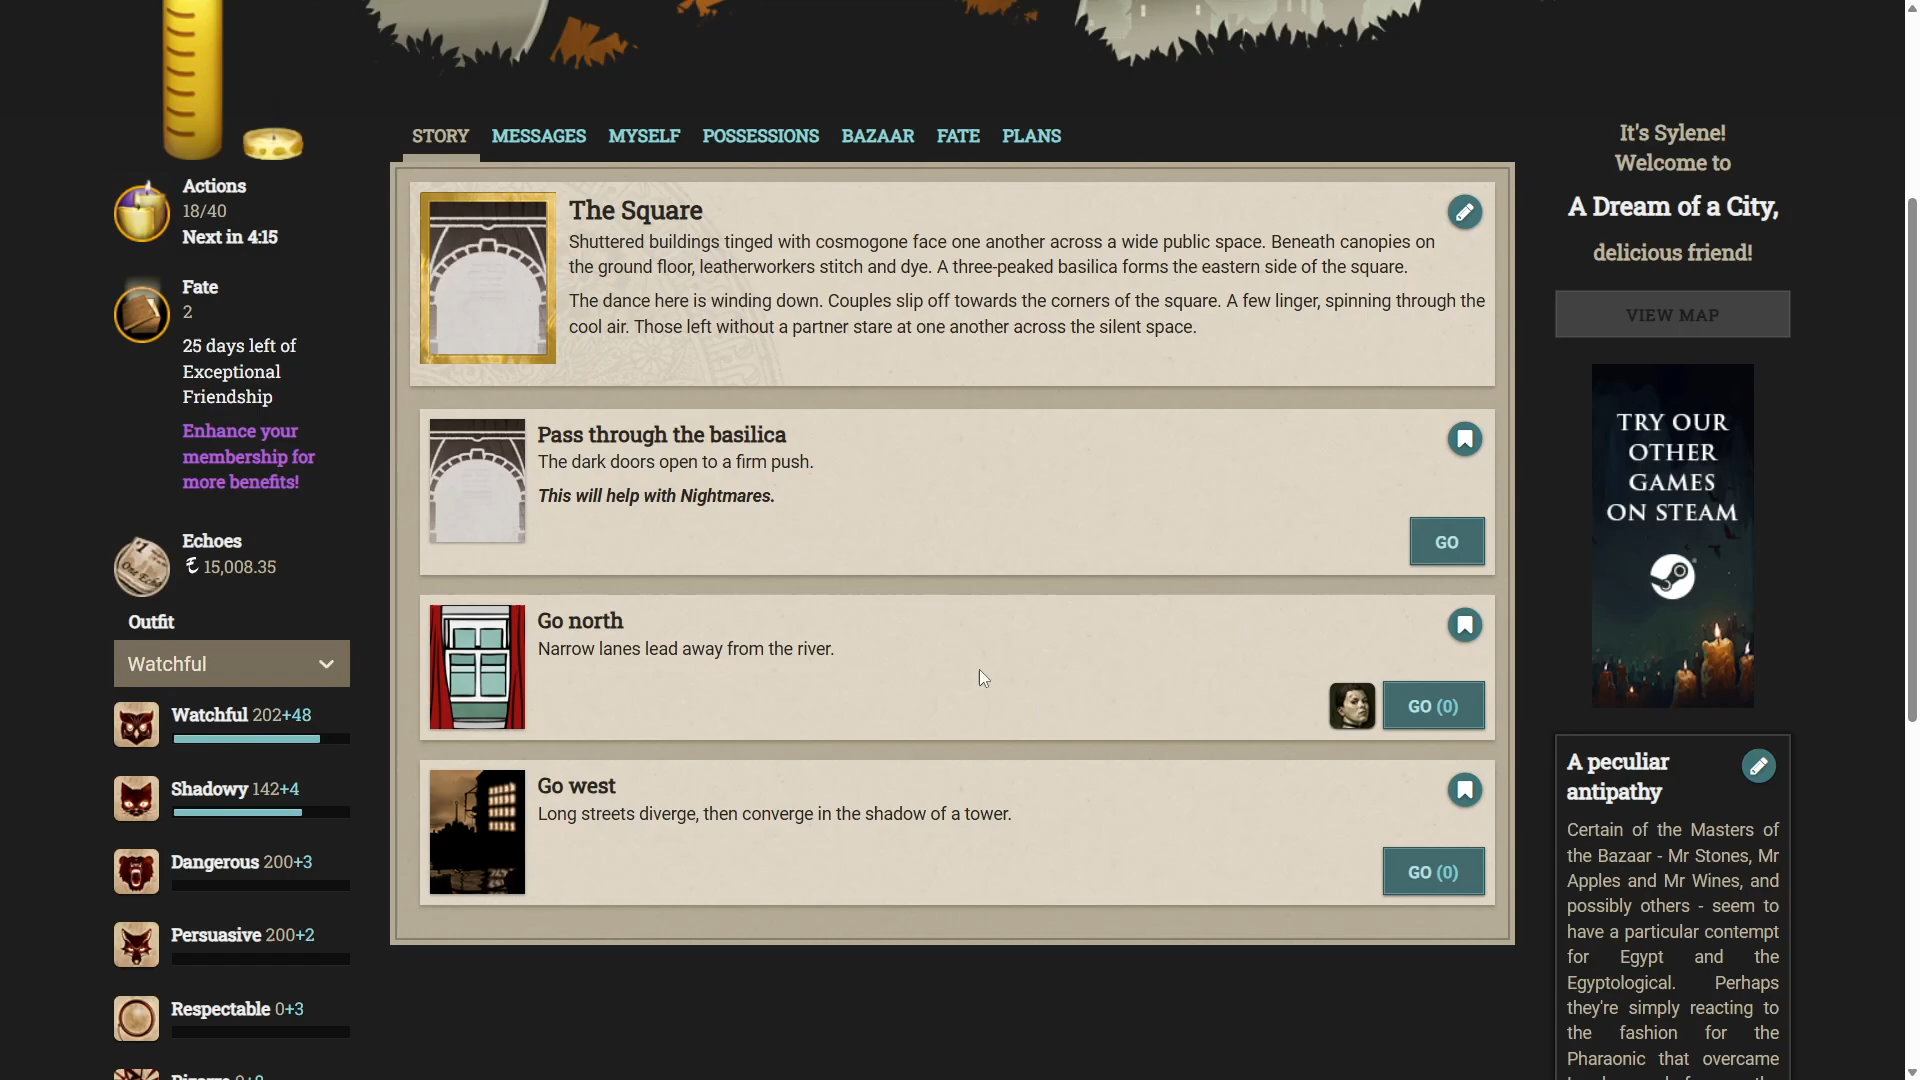 STORY MESSAGES MYSELF POSSESSIONS BAZAAR FATE PLANS
Actions
18/40
Next in 4:15
Fate
2
25 days left of
Exceptional
Friendship
Enhance your
membership for
more benefits!
Echoes
15,008.35
Outfit
Watchful
Watchful 202+48
Shadowy 142+4
Dangerous 200+3
Persuasive 200+2
Respectable 0+3
The Square
Shuttered buildings tinged with cosmogone face one another across a wide public space. Beneath canopies on
the ground floor, leatherworkers stitch and dye. A three-peaked basilica forms the eastern side of the square.
The dance here is winding down. Couples slip off towards the corners of the square. A few linger, spinning through the
cool air. Those left without a partner stare at one another across the silent space.
Pass through the basilica
The dark doors open to a firm push.
This will help with Nightmares.
GO
Go north
Narrow lanes lead away from the river.
GO (0)
Go west
Long streets diverge, then converge in the shadow of a tower.
GO (0)
It's Sylene!
Welcome to
A Dream of a City,
delicious friend!
VIEW MAP
TRY OUR
OTHER
GAMES
ON STEAM
A peculiar
antipathy
Certain of the Masters of
the Bazaar - Mr Stones, Mr
Apples and Mr Wines, and
possibly others - seem to
have a particular contempt
for Egypt and the
Egyptological. Perhaps
they're simply reacting to
the fashion for the
Pharaonic that overcame